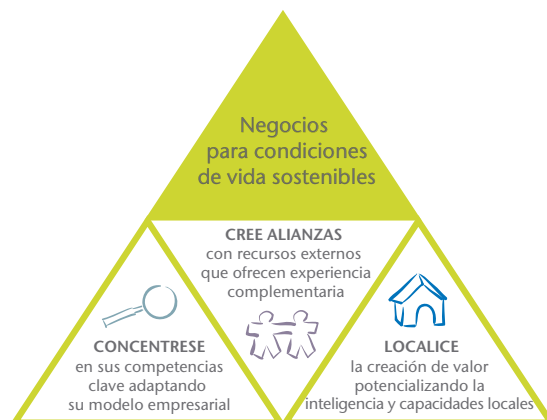 Negocios
para condiciones
de vida sostenibles
CREE ALIANZAS
con recursos externos
que ofrecen experiencia
complementaria
CONCENTRESE
en sus competencias
clave adaptando
su modelo empresarial
LOCALICE
la creación de valor
potencializando la
inteligencia y capacidades locales